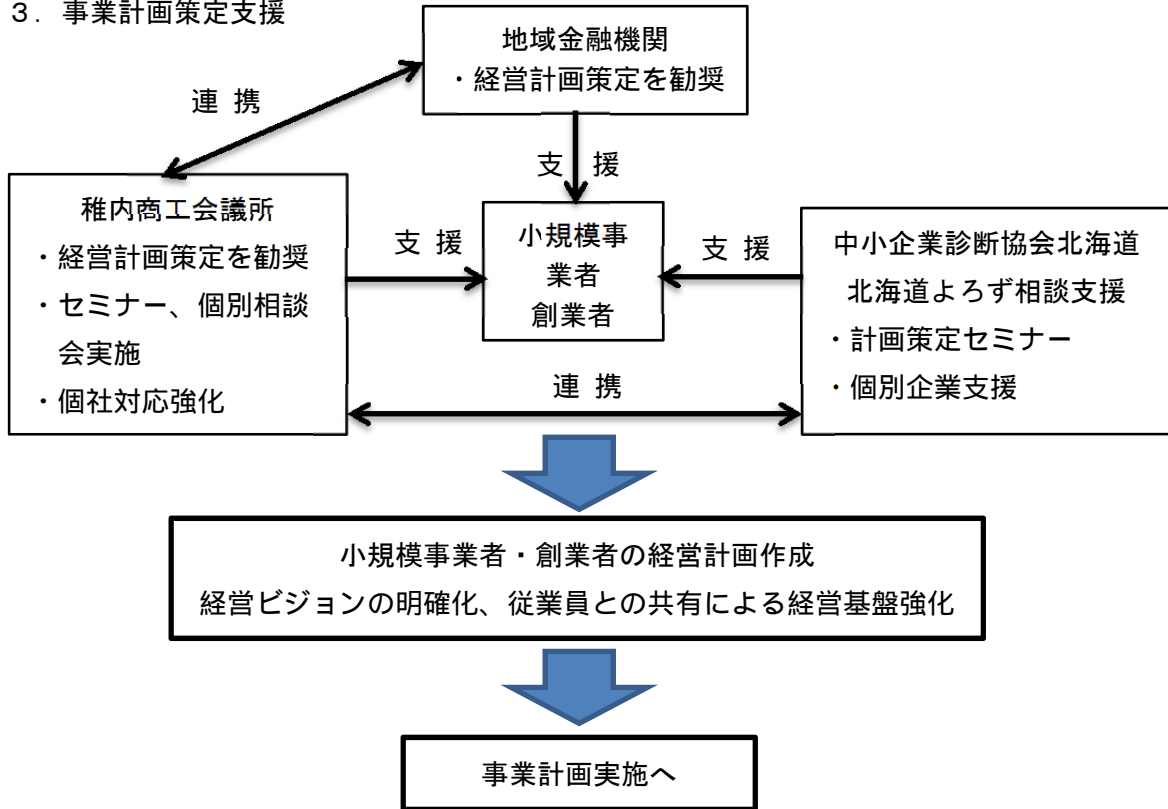 ３．事業計画策定支援
地域金融機関
・経営計画策定を勧奨
連 携
支 援
稚内商工会議所
・経営計画策定を勧奨
・セミナー、個別相談
会実施
・個社対応強化
支 援
小規模事
業者
創業者
支 援
中小企業診断協会北海道
北海道よろず相談支援
・計画策定セミナー
・個別企業支援
連 携
小規模事業者・創業者の経営計画作成
経営ビジョンの明確化、従業員との共有による経営基盤強化
事業計画実施へ